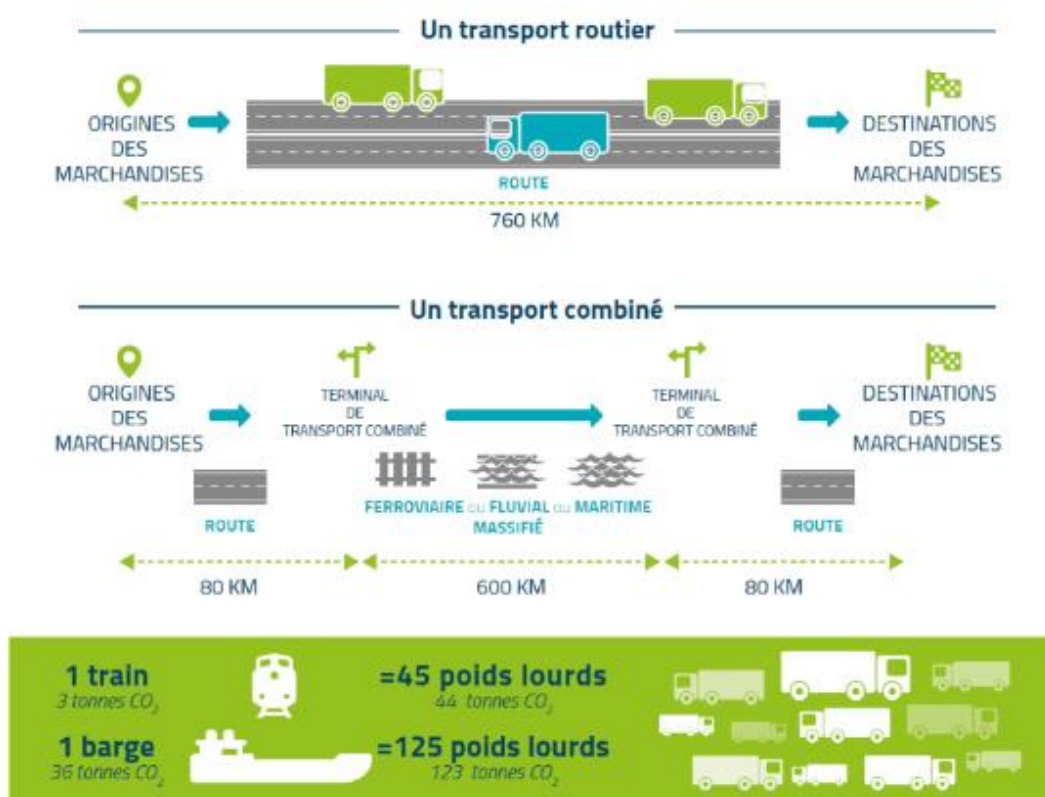 Un transport routier
ORIGINES
DES
MARCHANDISES
DESTINATIONS
DES
MARCHANDISES
ROUTE
760 KM
Un transport combiné
ORIGINES
DES
MARCHANDISES
TERMINAL
DE
TRANSPORT COMBINÉ
TERMINAL
DE
TRANSPORT COMBINÉ
DESTINATIONS
DES
MARCHANDISES
ROUTE
FERROVIAIRE ou FLUVIAL ou MARITIME
MASSIFIÉ
ROUTE
80 KM
600 KM
80 KM
1 train
3 tonnes CO₂
=45 poids lourds
44 tonnes CO₂
1 barge
36 tonnes CO₂
=125 poids lourds
123 tonnes CO₂